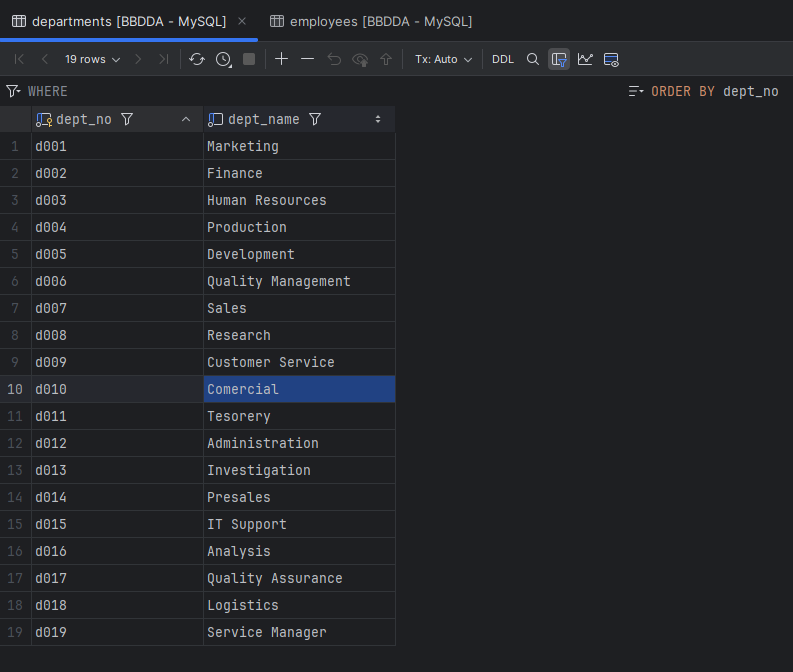 departments [BBDDA - MySQL] employees [BBDDA - MySQL]
19 rows Tx: Auto DDL
WHERE ORDER BY dept_no
dept_no dept_name
1 d001 Marketing
2 d002 Finance
3 d003 Human Resources
4 d004 Production
5 d005 Development
6 d006 Quality Management
7 d007 Sales
8 d008 Research
9 d009 Customer Service
10 d010 Comercial
11 d011 Tesorery
12 d012 Administration
13 d013 Investigation
14 d014 Presales
15 d015 IT Support
16 d016 Analysis
17 d017 Quality Assurance
18 d018 Logistics
19 d019 Service Manager